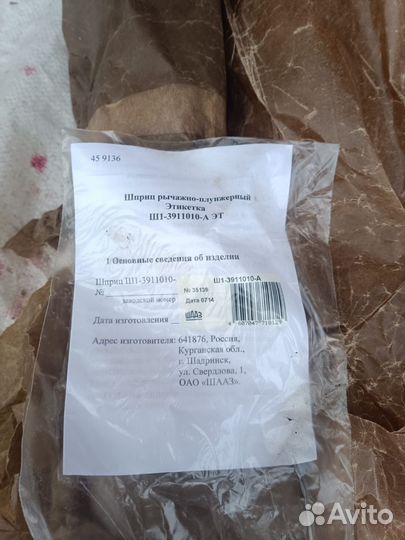 45 9136
Шприц рычажно-плунжерный
Этикетка
Ш1-3911010-А ЭТ
1 Основные сведения об изделии
Шприц Ш1-3911010-
Ш1-3911010-А
№
№ 35139
заводской номер
Дата 0714
ШААЗ
Дата изготовления
Адрес изготовителя: 641876, Россия,
Курганская обл.,
г. Шадринск,
ул. Свердлова, 1,
ОАО «ШААЗ».
Avito